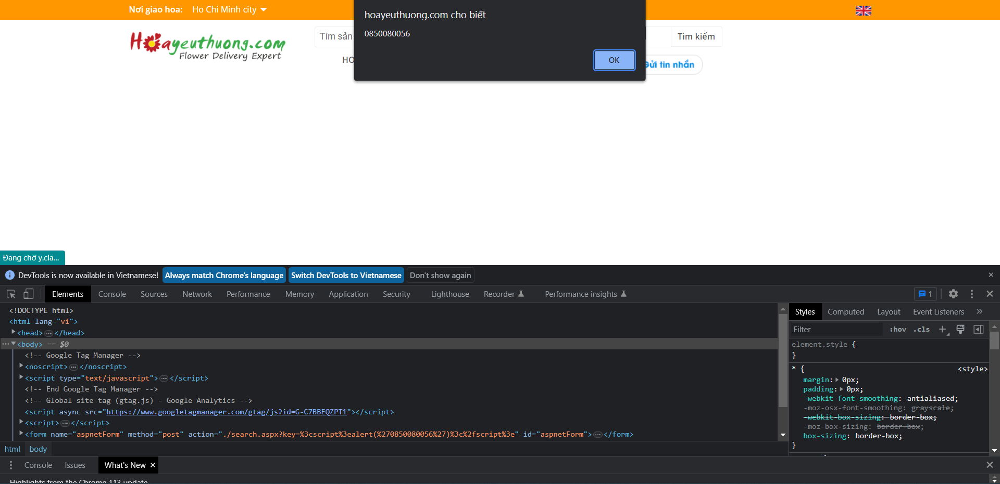 Nơi giao hoa: Ho Chi Minh city
hoayeuthuong.com cho biết
0850080056
OK
Hoayeuthuong.com
Flower Delivery Expert
Tìm sản
Tìm kiếm
HO
Gửi tin nhắn
Đang chờ y.cla...
DevTools is now available in Vietnamese! Always match Chrome's language Switch DevTools to Vietnamese Don't show again
Elements Console Sources Network Performance Memory Application Security Lighthouse Recorder Performance insights 1
<!DOCTYPE html>
<html lang="vi">
<head>…</head>
<body> == $0
<!-- Google Tag Manager -->
<noscript>…</noscript>
<script type="text/javascript">…</script>
<!-- End Google Tag Manager -->
<!-- Global site tag (gtag.js) - Google Analytics -->
<script async src="https://www.googletagmanager.com/gtag/js?id=G-C7BBEQZPT1"></script>
<script>…</script>
<form name="aspnetForm" method="post" action="./search.aspx?key=%3cscript%3ealert(%270850080056%27)%3c%2fscript%3e" id="aspnetForm">…</form>
html body
Styles Computed Layout Event Listeners
Filter :hov .cls
element.style {
}
* { <style>
margin: 0px;
padding: 0px;
-webkit-font-smoothing: antialiased;
-moz-osx-font-smoothing: grayscale;
-webkit-box-sizing: border-box;
-moz-box-sizing: border-box;
box-sizing: border-box;
}
Console Issues What's New
Highlights from the Chrome 113 update